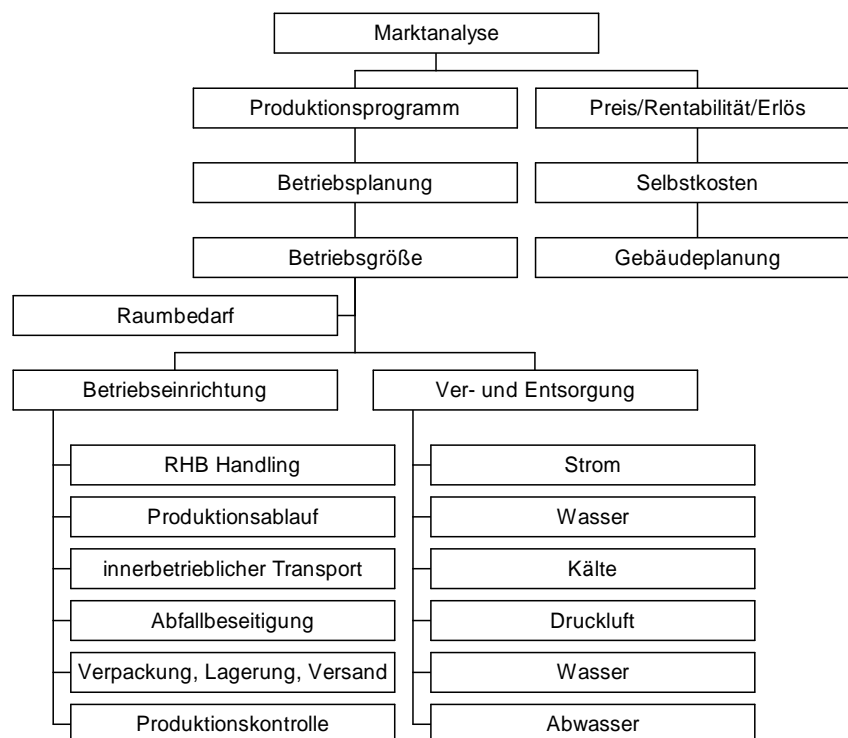 Marktanalyse
Produktionsprogramm
Preis/Rentabilität/Erlös
Betriebsplanung
Selbstkosten
Betriebsgröße
Gebäudeplanung
Raumbedarf
Betriebseinrichtung
Ver- und Entsorgung
RHB Handling
Strom
Produktionsablauf
Wasser
innerbetrieblicher Transport
Kälte
Abfallbeseitigung
Druckluft
Verpackung, Lagerung, Versand
Wasser
Produktionskontrolle
Abwasser